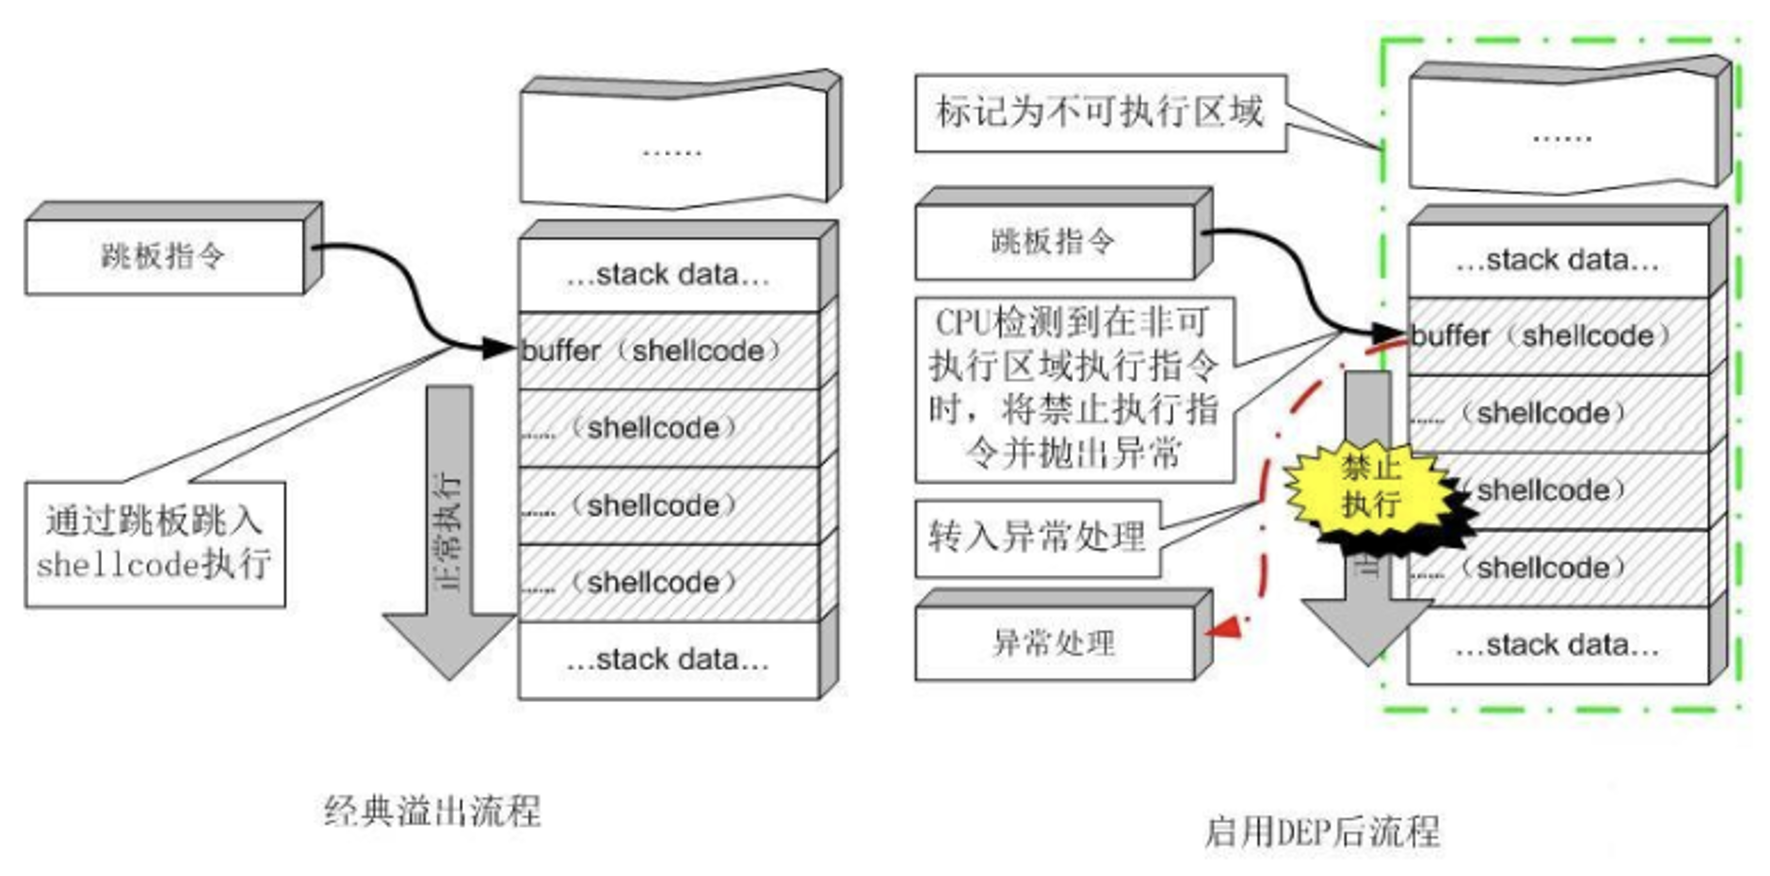 ……
跳板指令
…stack data…
buffer（shellcode）
……（shellcode）
……（shellcode）
……（shellcode）
…stack data…
正常执行
通过跳板跳入
shellcode执行
经典溢出流程
标记为不可执行区域
……
跳板指令
…stack data…
CPU检测到在非可
执行区域执行指令
时，将禁止执行指
令并抛出异常
buffer（shellcode）
……（shellcode）
（shellcode）
……（shellcode）
…stack data…
禁止
执行
正
转入异常处理
异常处理
启用DEP后流程